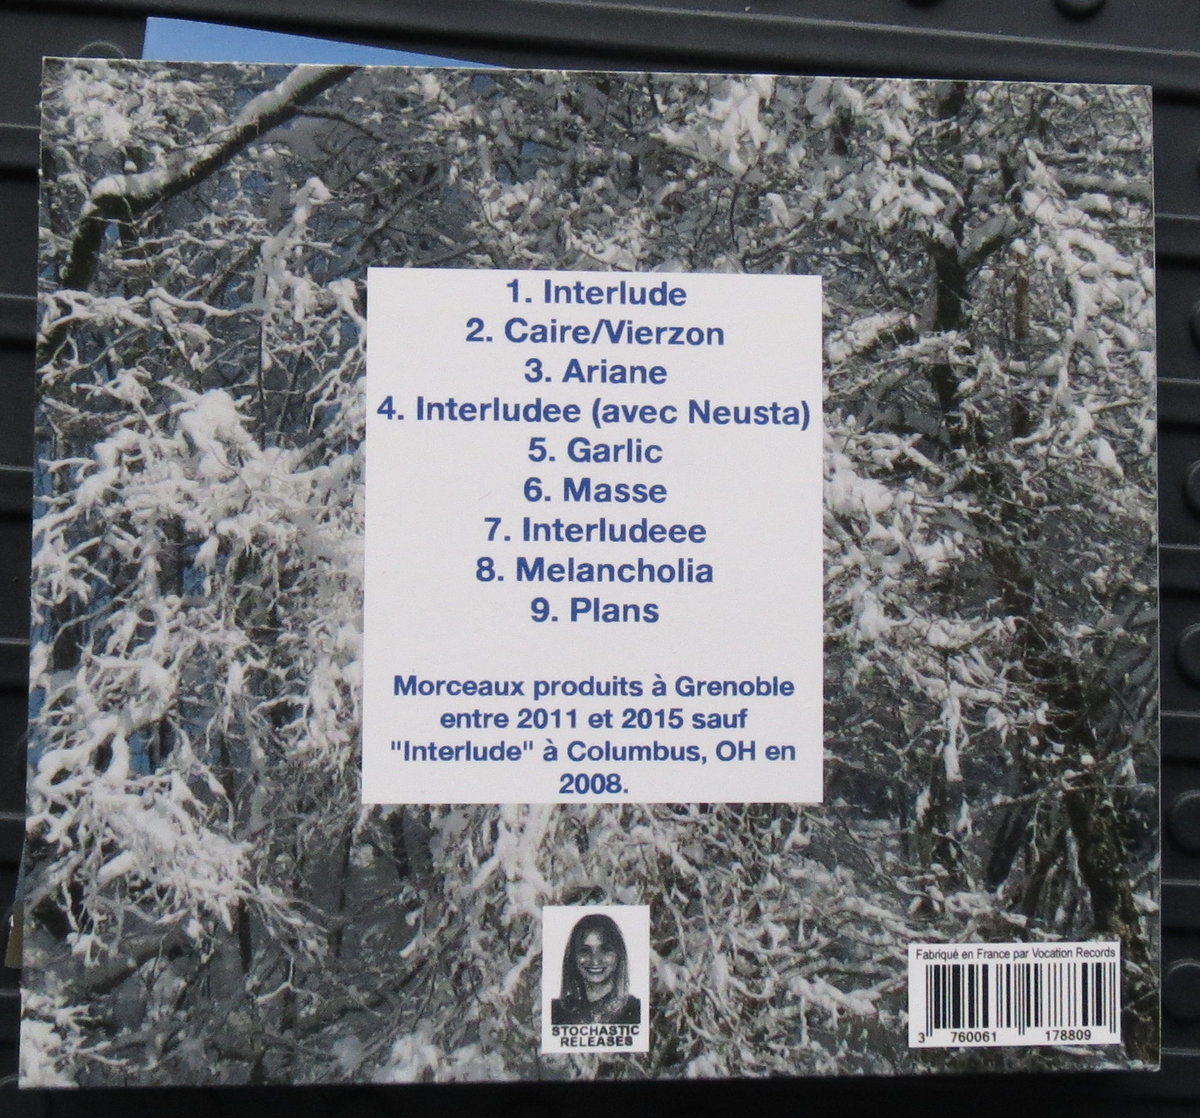 1. Interlude
2. Caire/Vierzon
3. Ariane
4. Interludee (avec Neusta)
5. Garlic
6. Masse
7. Interludeee
8. Melancholia
9. Plans
Morceaux produits à Grenoble
entre 2011 et 2015 sauf
"Interlude" à Columbus, OH en
2008.
STOCHASTIC
RELEASES
Fabriqué en France par Vocation Records
3 760061 178809